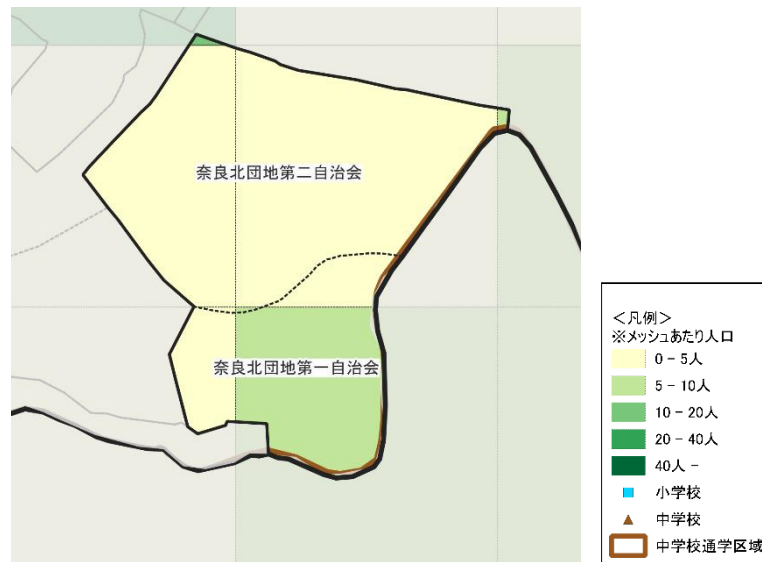 奈良北団地第二自治会
奈良北団地第一自治会
<凡例>
※メッシュあたり人口
0 - 5人
5 - 10人
10 - 20人
20 - 40人
40人 -
小学校
中学校
中学校通学区域